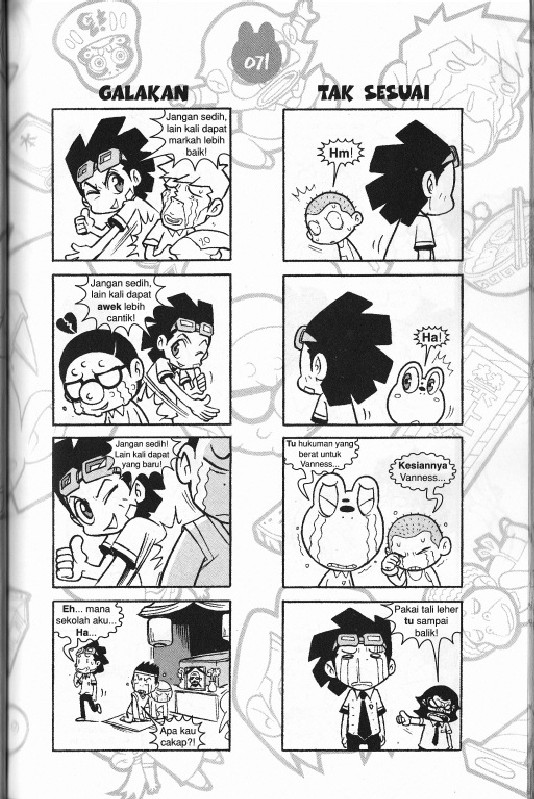 071
GALAKAN
Jangan sedih,
lain kali dapat
markah lebih
baik!
Jangan sedih,
lain kali dapat
awek lebih
cantik!
Jangan sedih!
Lain kali dapat
yang baru!
Eh... mana
sekolah aku...
Ha...
Apa kau
cakap?!
TAK SESUAI
Hm!
Ha!
Tu hukuman yang
berat untuk
Vanness...
Kesiannya
Vanness...
Pakai tali leher
tu sampai
balik!